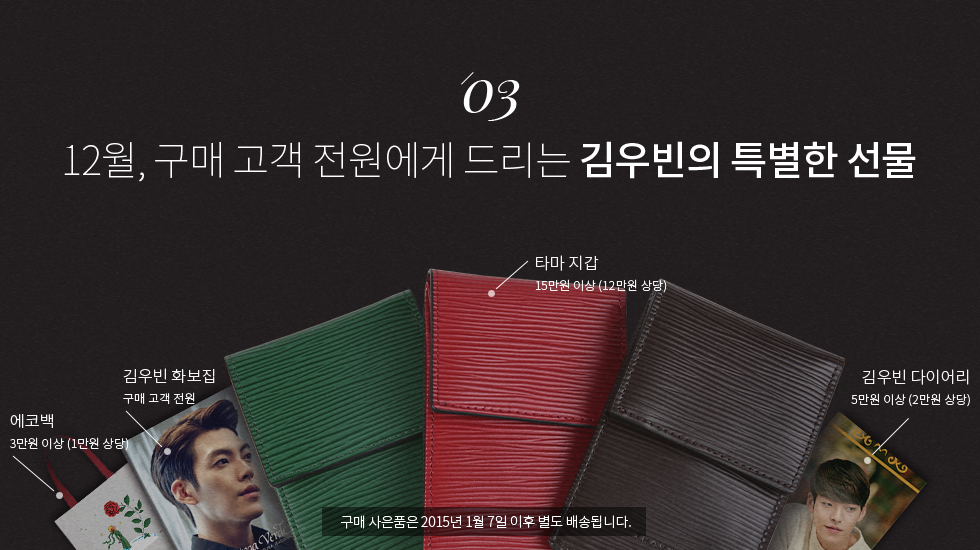 '03
12월, 구매 고객 전원에게 드리는 김우빈의 특별한 선물
타마 지갑
15만원 이상 (12만원 상당)
김우빈 화보집
구매 고객 전원
김우빈 다이어리
5만원 이상 (2만원 상당)
에코백
3만원 이상 (1만원 상당)
구매 사은품은 2015년 1월 7일 이후 별도 배송됩니다.